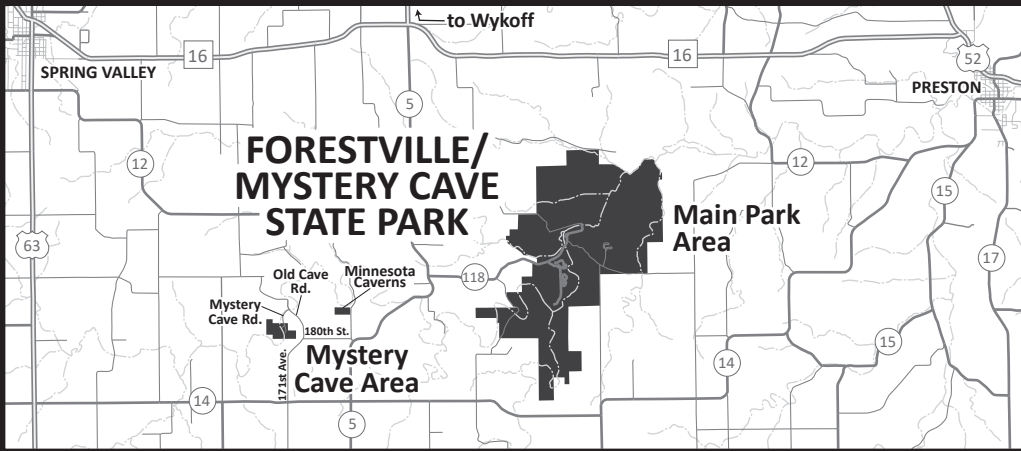 to Wykoff
16
16
52
SPRING VALLEY
PRESTON
5
FORESTVILLE/
MYSTERY CAVE
STATE PARK
12
12
15
Main Park
Area
63
17
118
Old Cave
Rd.
Minnesota
Caverns
Mystery
Cave Rd.
180th St.
171st Ave.
Mystery
Cave Area
15
14
14
5